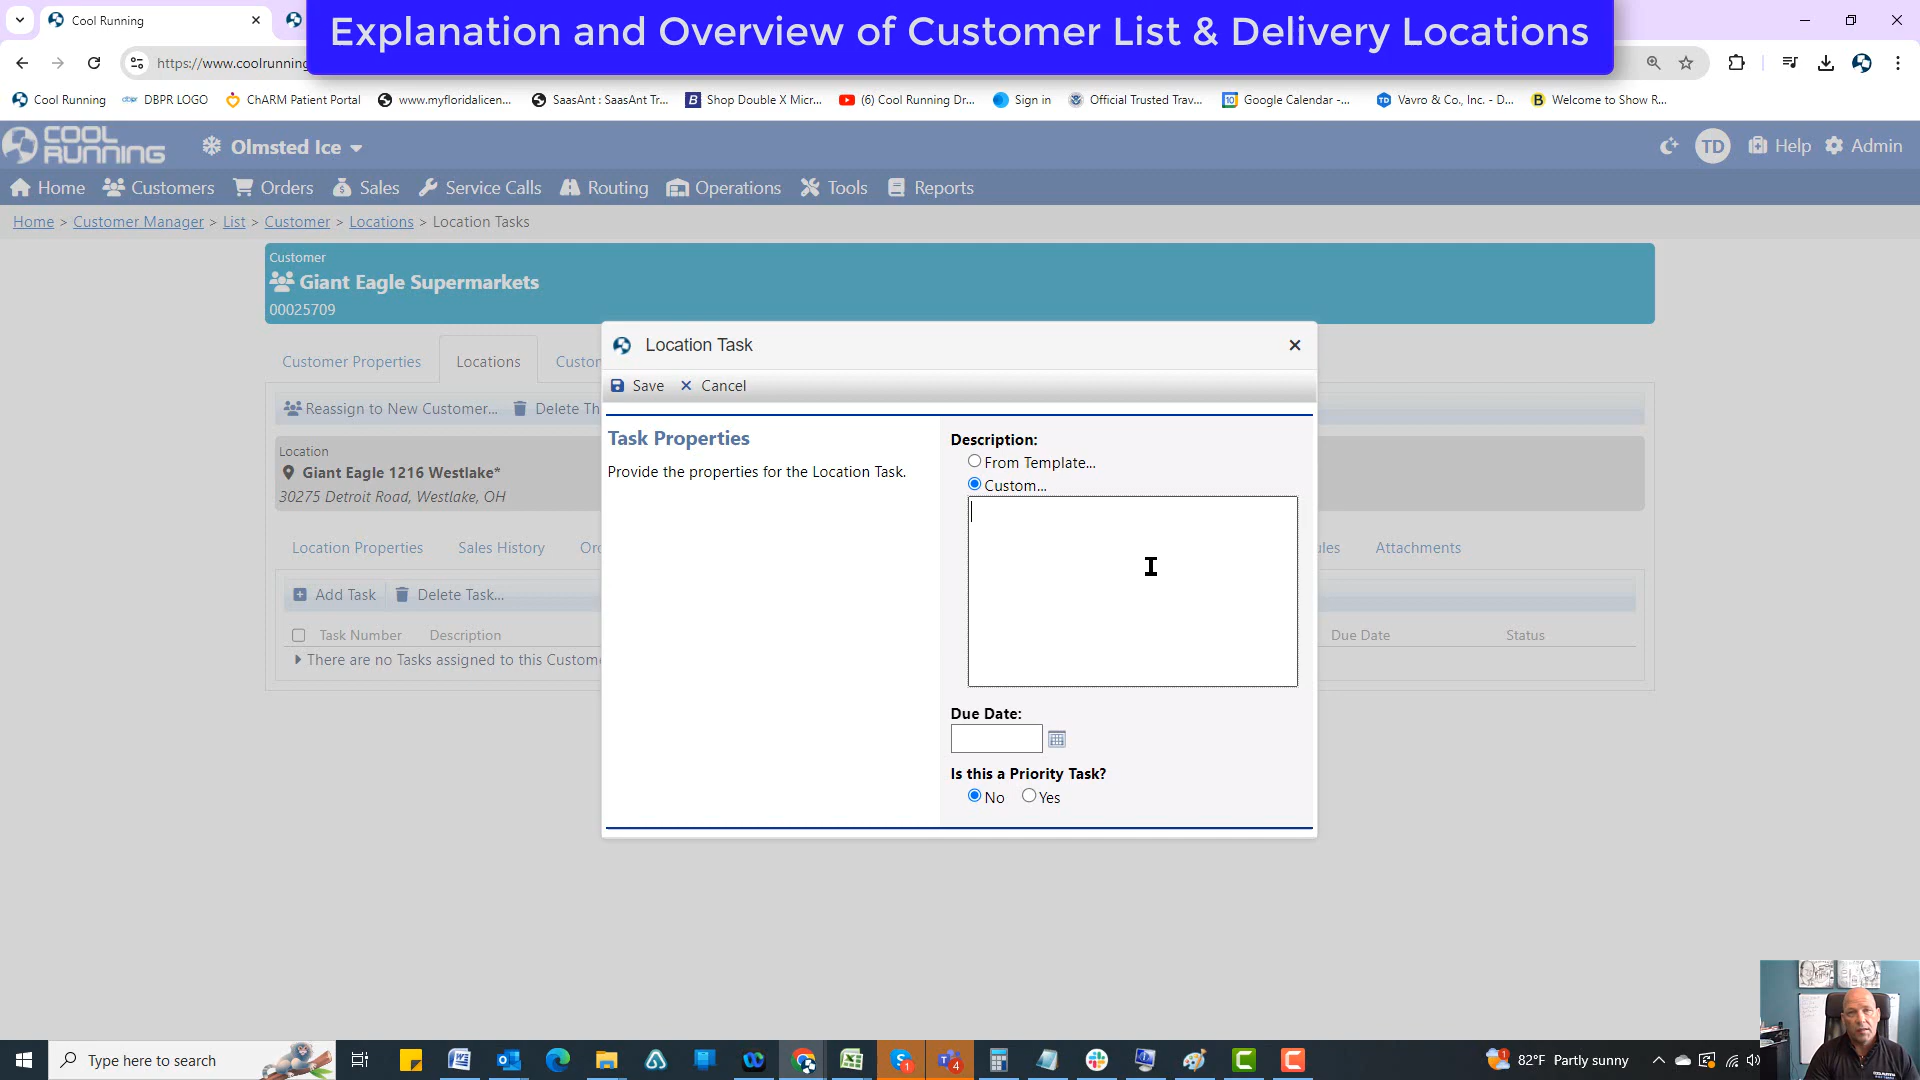 Cool Running
Explanation and Overview of Customer List & Delivery Locations
https://www.coolrunning
Cool Running
DBPR LOGO
ChARM Patient Portal
www.myfloridalicen...
SaasAnt : SaasAnt Tr...
Shop Double X Micr...
(6) Cool Running Dr...
Sign in
Official Trusted Trav...
Google Calendar -...
Vavro & Co., Inc. - D...
Welcome to Show R...
COOL RUNNING
Olmsted Ice
TD
Help
Admin
Home
Customers
Orders
Sales
Service Calls
Routing
Operations
Tools
Reports
Home > Customer Manager > List > Customer > Locations > Location Tasks
Customer
Giant Eagle Supermarkets
00025709
Customer Properties
Locations
Custo
Reassign to New Customer...
Delete Th
Location
Giant Eagle 1216 Westlake*
30275 Detroit Road, Westlake, OH
Location Properties
Sales History
Or
les
Attachments
Add Task
Delete Task...
Task Number
Description
Due Date
Status
There are no Tasks assigned to this Custom
Location Task
Save
Cancel
Task Properties
Provide the properties for the Location Task.
Description:
From Template...
Custom...
Due Date:
Is this a Priority Task?
No
Yes
Type here to search
1
4
82°F Partly sunny